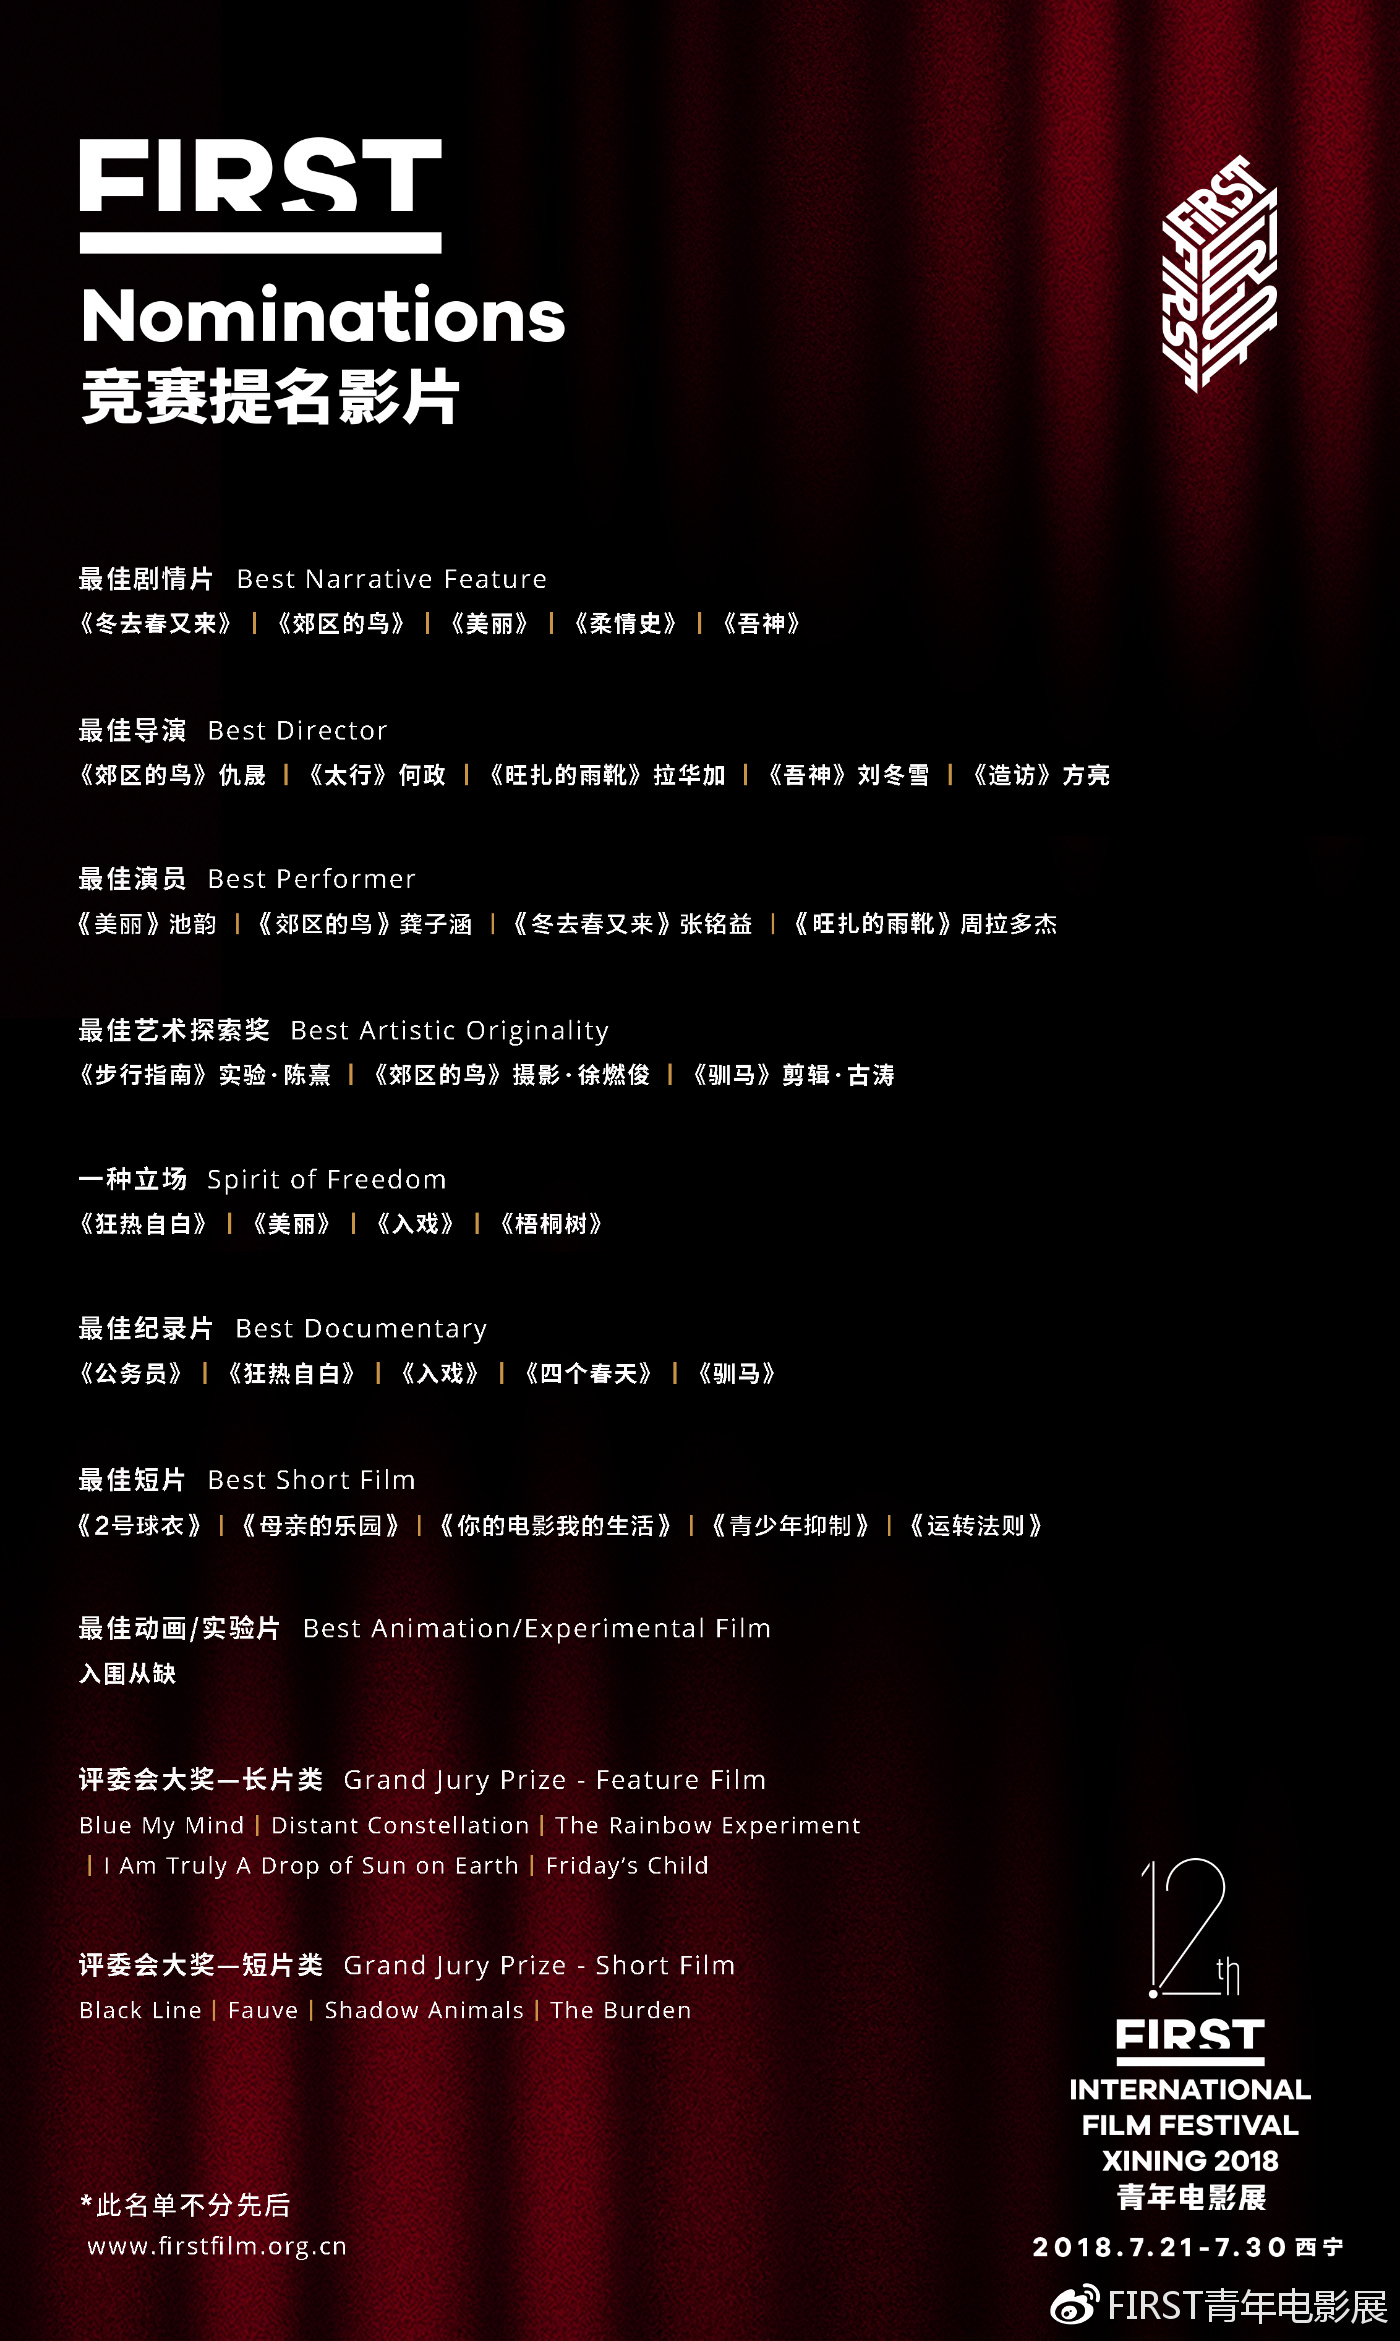 FIRST
Nominations
竞赛提名影片
FIRST
FIRST
FIRST
最佳剧情片 Best Narrative Feature
《冬去春又来》|《郊区的鸟》|《美丽》|《柔情史》|《吾神》
最佳导演 Best Director
《郊区的鸟》仇晟 |《太行》何政 |《旺扎的雨靴》拉华加 |《吾神》刘冬雪 |《造访》方亮
最佳演员 Best Performer
《美丽》池韵 |《郊区的鸟》龚子涵 |《冬去春又来》张铭益 |《旺扎的雨靴》周拉多杰
最佳艺术探索奖 Best Artistic Originality
《步行指南》实验·陈熹 |《郊区的鸟》摄影·徐燃俊 |《驯马》剪辑·古涛
一种立场 Spirit of Freedom
《狂热自白》|《美丽》|《入戏》|《梧桐树》
最佳纪录片 Best Documentary
《公务员》|《狂热自白》|《入戏》|《四个春天》|《驯马》
最佳短片 Best Short Film
《2号球衣》|《母亲的乐园》|《你的电影我的生活》|《青少年抑制》|《运转法则》
最佳动画/实验片 Best Animation/Experimental Film
入围从缺
评委会大奖—长片类 Grand Jury Prize - Feature Film
Blue My Mind | Distant Constellation | The Rainbow Experiment
| I Am Truly A Drop of Sun on Earth | Friday‘s Child
评委会大奖—短片类 Grand Jury Prize - Short Film
Black Line | Fauve | Shadow Animals | The Burden
*此名单不分先后
www.firstfilm.org.cn
12th
FIRST
INTERNATIONAL
FILM FESTIVAL
XINING 2018
青年电影展
2018.7.21-7.30 西宁
FIRST青年电影展